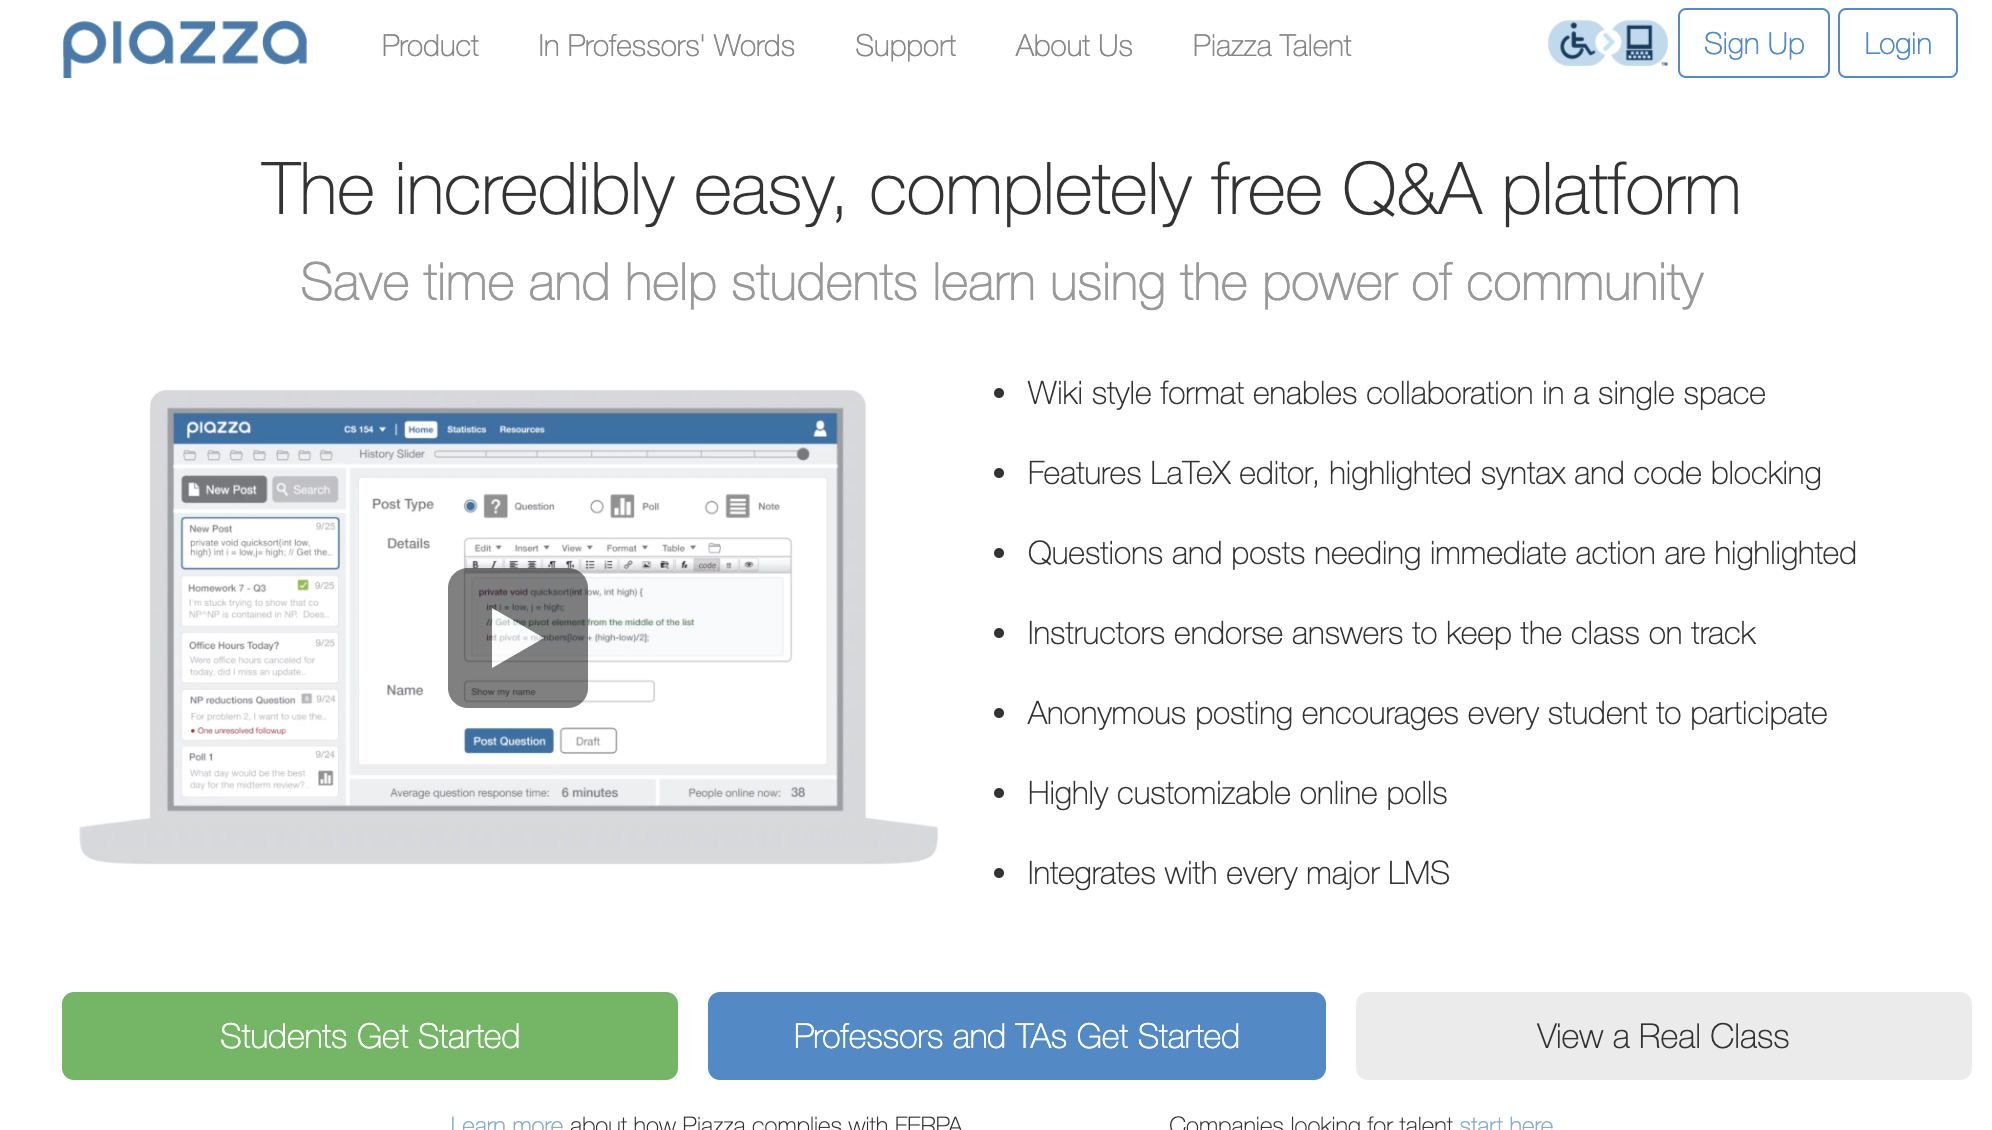 piazza
Product
In Professors' Words
Support
About Us
Piazza Talent
Sign Up
Login
The incredibly easy, completely free Q&A platform
Save time and help students learn using the power of community
piazza
CS 154 ▼ | Home Statistics Resources
History Slider
New Post
Search
New Post 9/25
private void quicksort(int low,
high) int i = low,j= high; // Get the..
Homework 7 - Q3 9/25
I'm stuck trying to show that co
NP^NP is contained in NP. Does..
Office Hours Today? 9/25
Were office hours canceled for
today, did I miss an update..
NP reductions Question 9/24
For problem 2, I want to use the..
• One unresolved followup
Poll 1 9/24
What day would be the best
day for the midterm review?..
Post Type
? Question
Poll
Note
Details
Edit ▼ Insert ▼ View ▼ Format ▼ Table ▼
B I code
private void quicksort(int low, int high) {
int i = low, j = high;
// Get the pivot element from the middle of the list
int pivot = numbers[low + (high-low)/2];
Name
Show my name
Post Question
Draft
Average question response time: 6 minutes
People online now: 38
• Wiki style format enables collaboration in a single space
• Features LaTeX editor, highlighted syntax and code blocking
• Questions and posts needing immediate action are highlighted
• Instructors endorse answers to keep the class on track
• Anonymous posting encourages every student to participate
• Highly customizable online polls
• Integrates with every major LMS
Students Get Started
Professors and TAs Get Started
View a Real Class
Learn more about how Piazza complies with FERPA
Companies looking for talent start here